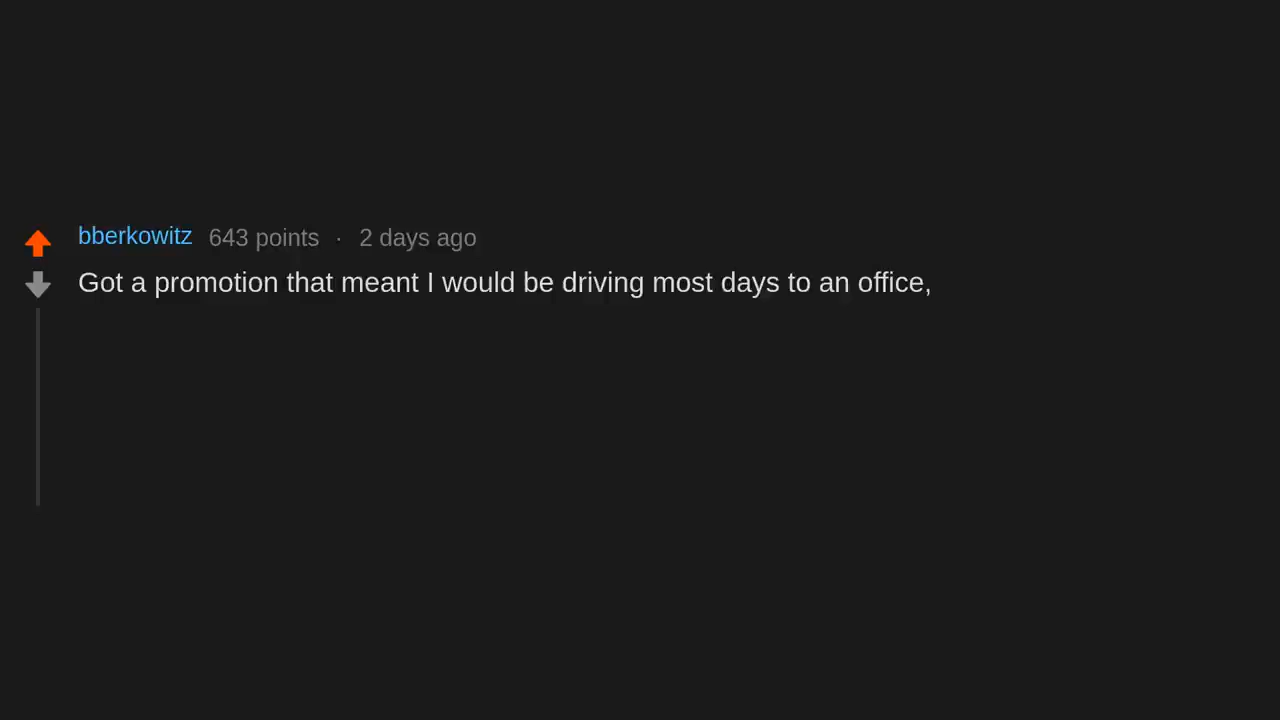 bberkowitz 643 points · 2 days ago
Got a promotion that meant I would be driving most days to an office,